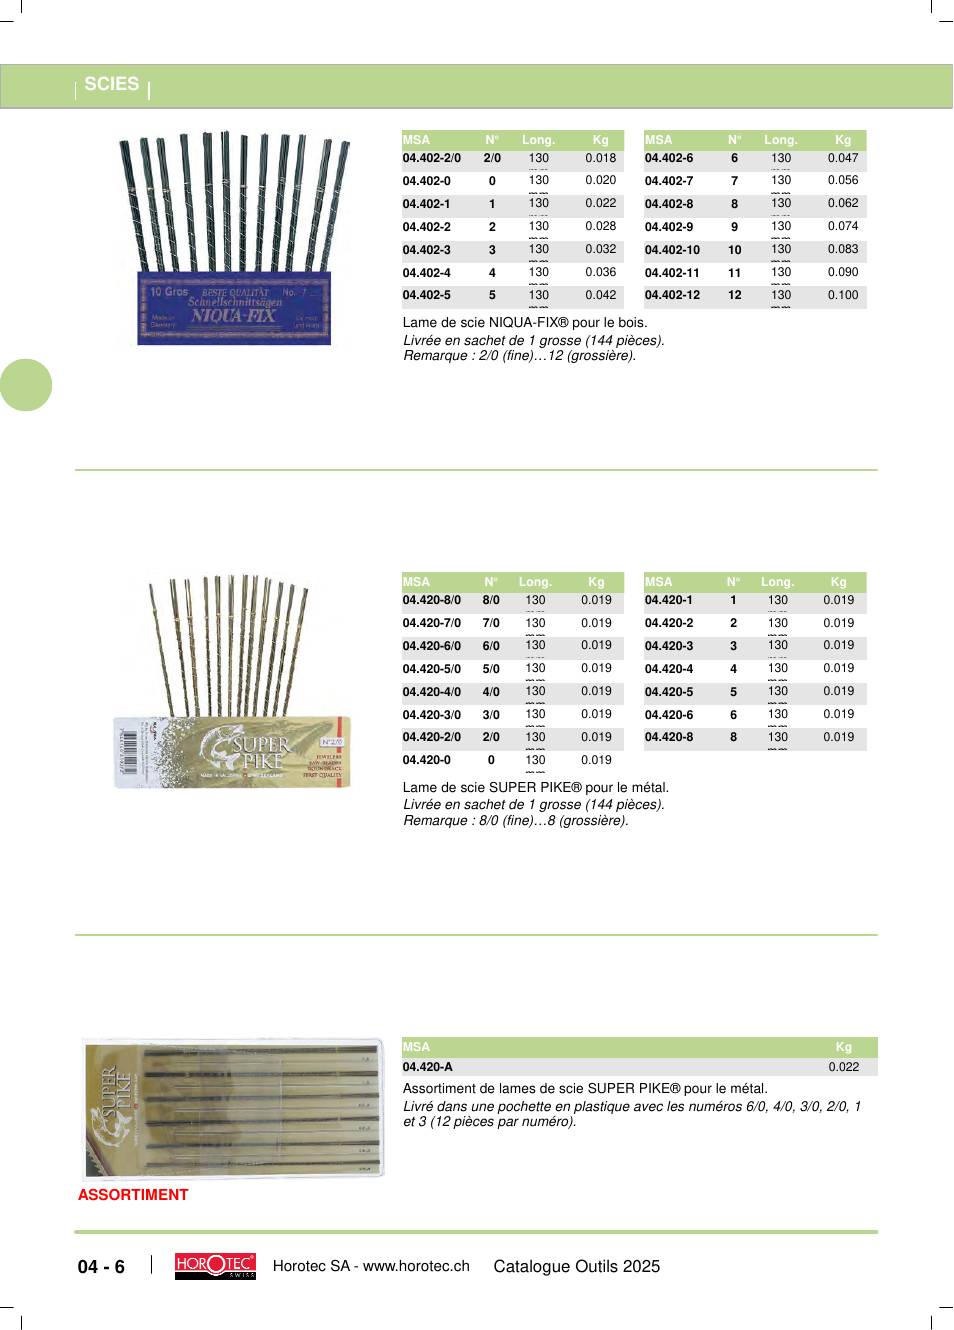 SCIES
MSA N° Long. Kg MSA N° Long. Kg
04.402-2/0 2/0 130 0.018 04.402-6 6 130 0.047
04.402-0 0 130 0.020 04.402-7 7 130 0.056
04.402-1 1 130 0.022 04.402-8 8 130 0.062
04.402-2 2 130 0.028 04.402-9 9 130 0.074
04.402-3 3 130 0.032 04.402-10 10 130 0.083
04.402-4 4 130 0.036 04.402-11 11 130 0.090
04.402-5 5 130 0.042 04.402-12 12 130 0.100
10 Gros BESTE QUALITÄT No.
Schnellschnittsägen
NIQUA-FIX
Made in
Germany
Lame de scie NIQUA-FIX® pour le bois.
Livrée en sachet de 1 grosse (144 pièces).
Remarque : 2/0 (fine)…12 (grossière).
MSA N° Long. Kg MSA N° Long. Kg
04.420-8/0 8/0 130 0.019 04.420-1 1 130 0.019
04.420-7/0 7/0 130 0.019 04.420-2 2 130 0.019
04.420-6/0 6/0 130 0.019 04.420-3 3 130 0.019
04.420-5/0 5/0 130 0.019 04.420-4 4 130 0.019
04.420-4/0 4/0 130 0.019 04.420-5 5 130 0.019
04.420-3/0 3/0 130 0.019 04.420-6 6 130 0.019
04.420-2/0 2/0 130 0.019 04.420-8 8 130 0.019
04.420-0 0 130 0.019
SUPER
PIKE
N°2/0
FIRST QUALITY
Lame de scie SUPER PIKE® pour le métal.
Livrée en sachet de 1 grosse (144 pièces).
Remarque : 8/0 (fine)…8 (grossière).
MSA Kg
04.420-A 0.022
SUPER
PIKE
Assortiment de lames de scie SUPER PIKE® pour le métal.
Livré dans une pochette en plastique avec les numéros 6/0, 4/0, 3/0, 2/0, 1
et 3 (12 pièces par numéro).
ASSORTIMENT
04 - 6
HOROTEC®
SWISS
Horotec SA - www.horotec.ch Catalogue Outils 2025